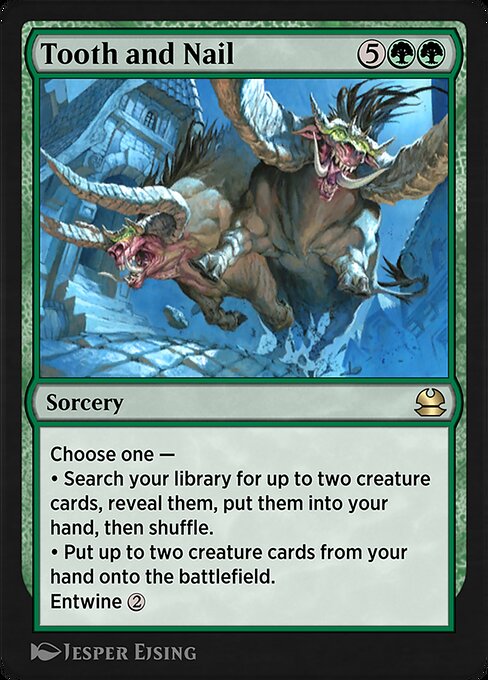 Tooth and Nail 5
Sorcery
Choose one —
• Search your library for up to two creature
cards, reveal them, put them into your
hand, then shuffle.
• Put up to two creature cards from your
hand onto the battlefield.
Entwine 2
Jesper Ejsing